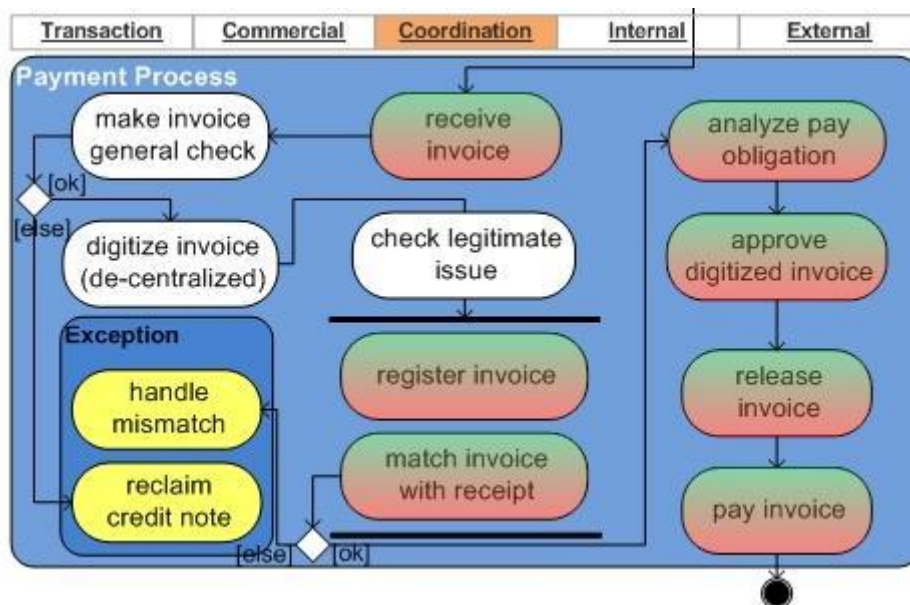 Transaction
Commercial
Coordination
Internal
External
Payment Process
make invoice
general check
receive
invoice
analyze pay
obligation
[ok]
[else]
digitize invoice
(de-centralized)
check legitimate
issue
approve
digitized invoice
Exception
handle
mismatch
register invoice
release
invoice
reclaim
credit note
match invoice
with receipt
pay invoice
[else]
[ok]